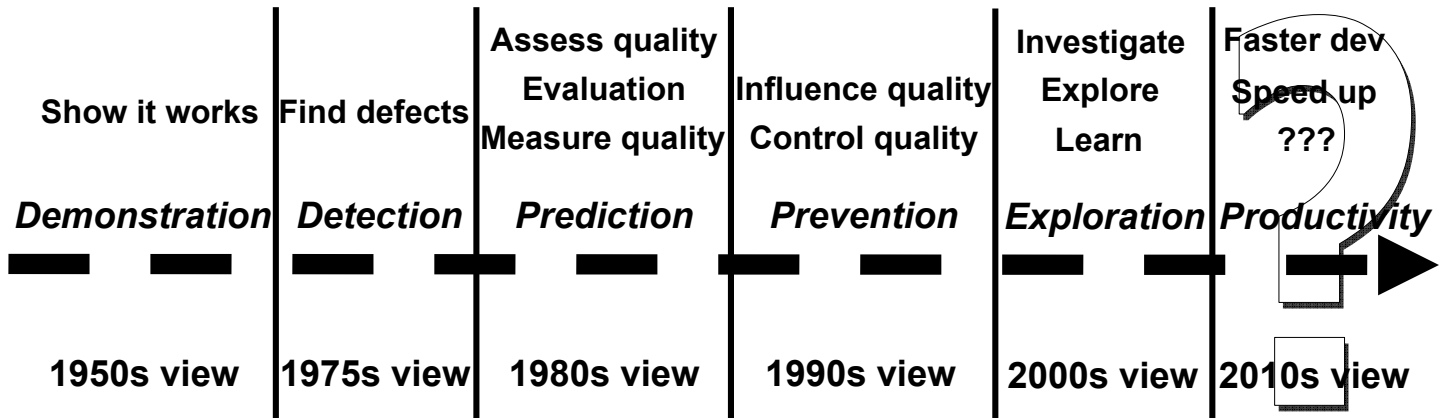 Show it works
Demonstration
1950s view
Find defects
Detection
1975s view
Assess quality
Evaluation
Measure quality
Prediction
1980s view
Influence quality
Control quality
Prevention
1990s view
Investigate
Explore
Learn
Exploration
2000s view
Faster dev
Speed up
???
Productivity
2010s view
?